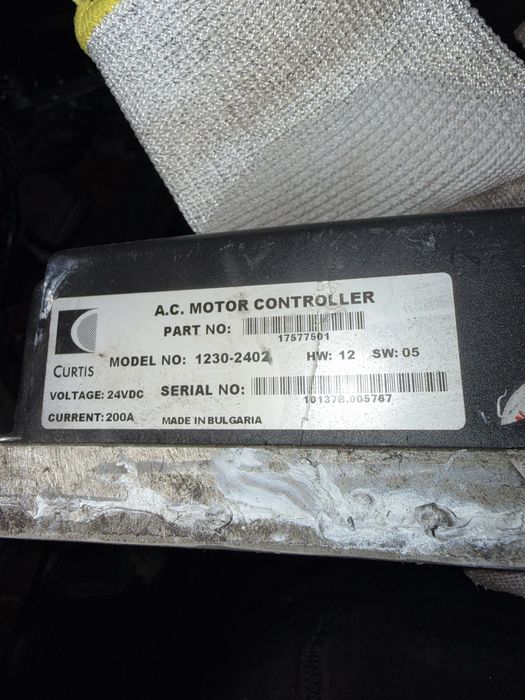 A.C. MOTOR CONTROLLER
PART NO:
17577501
CURTIS
MODEL NO: 1230-2402 HW: 12 SW: 05
VOLTAGE: 24VDC
SERIAL NO:
10137B.005767
CURRENT: 200A
MADE IN BULGARIA